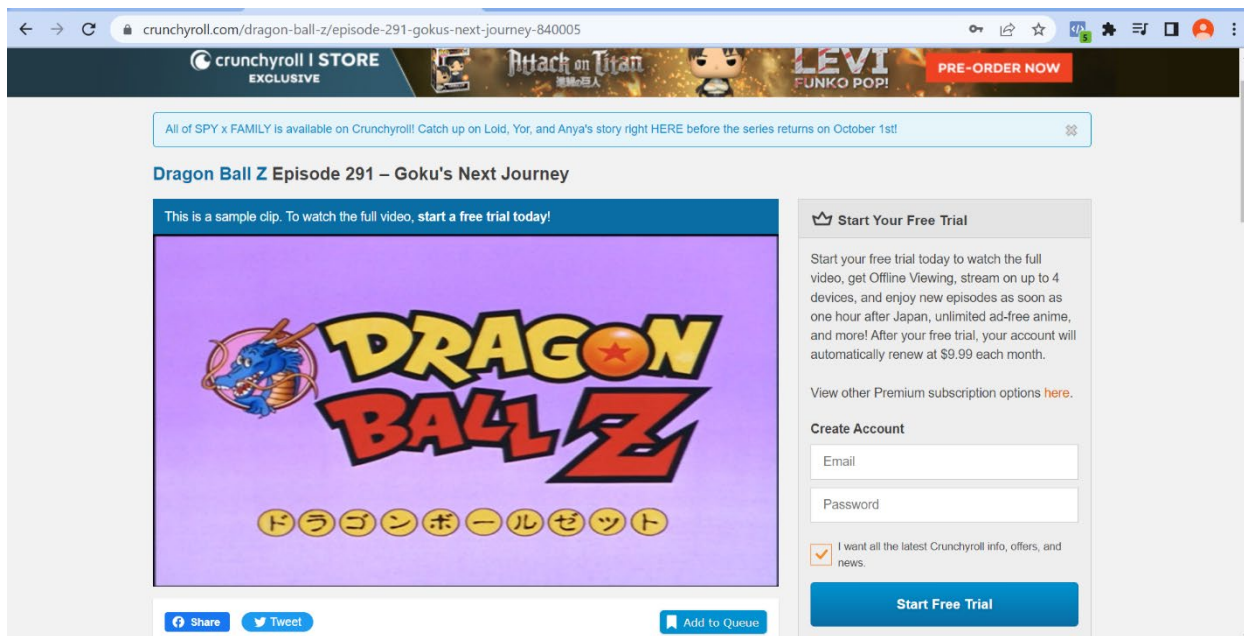 crunchyroll.com/dragon-ball-z/episode-291-gokus-next-journey-840005
5
crunchyroll | STORE
EXCLUSIVE
Attack on Titan
進撃の巨人
LEVI
FUNKO POP!
PRE-ORDER NOW
All of SPY x FAMILY is available on Crunchyroll! Catch up on Loid, Yor, and Anya's story right HERE before the series returns on October 1st!
Dragon Ball Z Episode 291 – Goku's Next Journey
This is a sample clip. To watch the full video, start a free trial today!
DRAGON
BALL Z
ドラゴンボールゼット
Share
Tweet
Add to Queue
Start Your Free Trial
Start your free trial today to watch the full
video, get Offline Viewing, stream on up to 4
devices, and enjoy new episodes as soon as
one hour after Japan, unlimited ad-free anime,
and more! After your free trial, your account will
automatically renew at $9.99 each month.
View other Premium subscription options here.
Create Account
Email
Password
I want all the latest Crunchyroll info, offers, and
news.
Start Free Trial